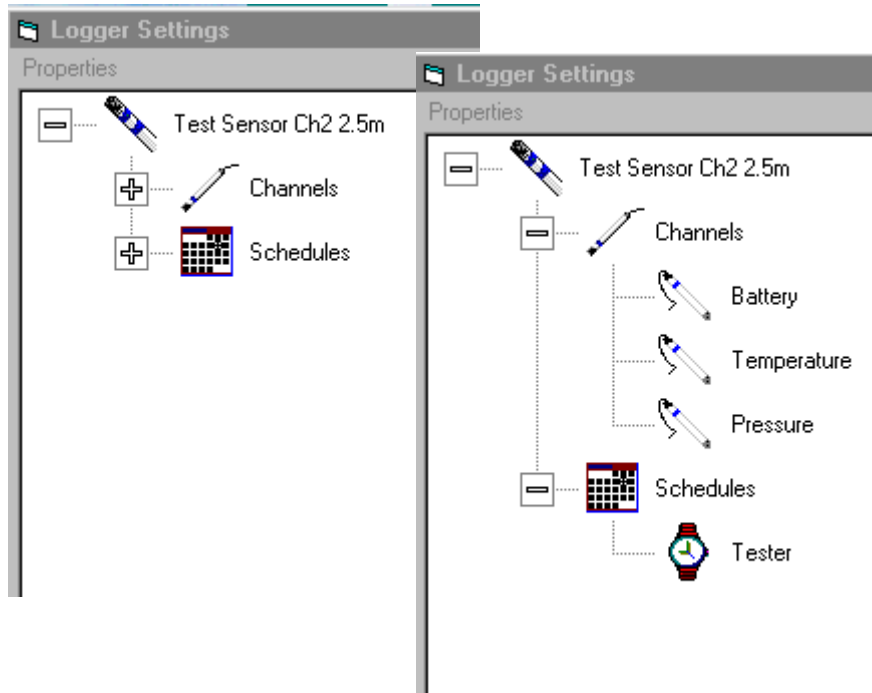 Logger Settings
Properties
Test Sensor Ch2 2.5m
Channels
Schedules
Logger Settings
Properties
Test Sensor Ch2 2.5m
Channels
Battery
Temperature
Pressure
Schedules
Tester